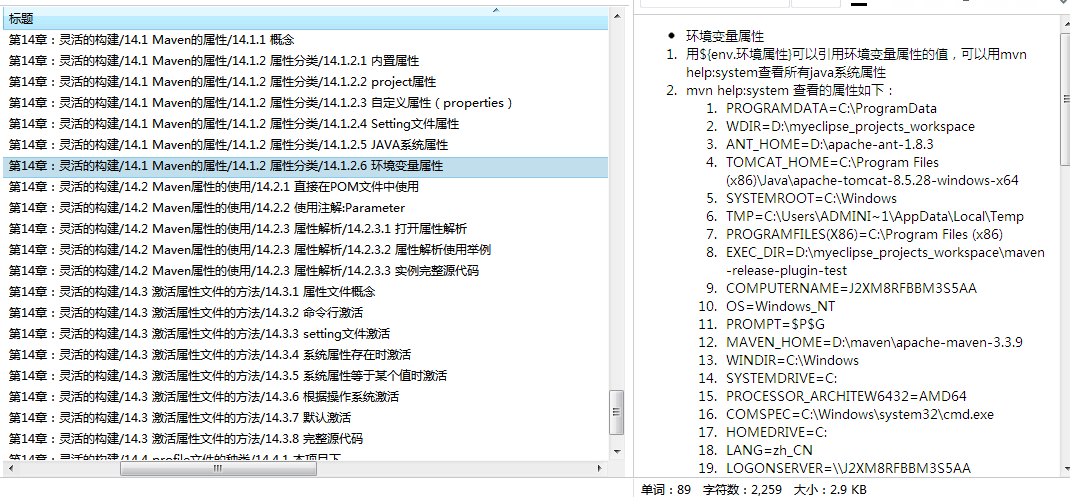 标题
第14章：灵活的构建/14.1 Maven的属性/14.1.1 概念
第14章：灵活的构建/14.1 Maven的属性/14.1.2 属性分类/14.1.2.1 内置属性
第14章：灵活的构建/14.1 Maven的属性/14.1.2 属性分类/14.1.2.2 project属性
第14章：灵活的构建/14.1 Maven的属性/14.1.2 属性分类/14.1.2.3 自定义属性（properties）
第14章：灵活的构建/14.1 Maven的属性/14.1.2 属性分类/14.1.2.4 Setting文件属性
第14章：灵活的构建/14.1 Maven的属性/14.1.2 属性分类/14.1.2.5 JAVA系统属性
第14章：灵活的构建/14.1 Maven的属性/14.1.2 属性分类/14.1.2.6 环境变量属性
第14章：灵活的构建/14.2 Maven属性的使用/14.2.1 直接在POM文件中使用
第14章：灵活的构建/14.2 Maven属性的使用/14.2.2 使用注解:Parameter
第14章：灵活的构建/14.2 Maven属性的使用/14.2.3 属性解析/14.2.3.1 打开属性解析
第14章：灵活的构建/14.2 Maven属性的使用/14.2.3 属性解析/14.2.3.2 属性解析使用举例
第14章：灵活的构建/14.2 Maven属性的使用/14.2.3 属性解析/14.2.3.3 实例完整源代码
第14章：灵活的构建/14.3 激活属性文件的方法/14.3.1 属性文件概念
第14章：灵活的构建/14.3 激活属性文件的方法/14.3.2 命令行激活
第14章：灵活的构建/14.3 激活属性文件的方法/14.3.3 setting文件激活
第14章：灵活的构建/14.3 激活属性文件的方法/14.3.4 系统属性存在时激活
第14章：灵活的构建/14.3 激活属性文件的方法/14.3.5 系统属性等于某个值时激活
第14章：灵活的构建/14.3 激活属性文件的方法/14.3.6 根据操作系统激活
第14章：灵活的构建/14.3 激活属性文件的方法/14.3.7 默认激活
第14章：灵活的构建/14.3 激活属性文件的方法/14.3.8 完整源代码
第14章：灵活的构建/14.4 profile文件的种类/14.4.1 本项目下
• 环境变量属性
1. 用${env.环境属性}可以引用环境变量属性的值，可以用mvn
help:system查看所有java系统属性
2. mvn help:system 查看的属性如下：
1. PROGRAMDATA=C:\ProgramData
2. WDIR=D:\myeclipse_projects_workspace
3. ANT_HOME=D:\apache-ant-1.8.3
4. TOMCAT_HOME=C:\Program Files
(x86)\Java\apache-tomcat-8.5.28-windows-x64
5. SYSTEMROOT=C:\Windows
6. TMP=C:\Users\ADMINI~1\AppData\Local\Temp
7. PROGRAMFILES(X86)=C:\Program Files (x86)
8. EXEC_DIR=D:\myeclipse_projects_workspace\maven
-release-plugin-test
9. COMPUTERNAME=J2XM8RFBBM3S5AA
10. OS=Windows_NT
11. PROMPT=$P$G
12. MAVEN_HOME=D:\maven\apache-maven-3.3.9
13. WINDIR=C:\Windows
14. SYSTEMDRIVE=C:
15. PROCESSOR_ARCHITEW6432=AMD64
16. COMSPEC=C:\Windows\system32\cmd.exe
17. HOMEDRIVE=C:
18. LANG=zh_CN
19. LOGONSERVER=\\J2XM8RFBBM3S5AA
单词：89 字符数：2,259 大小：2.9 KB